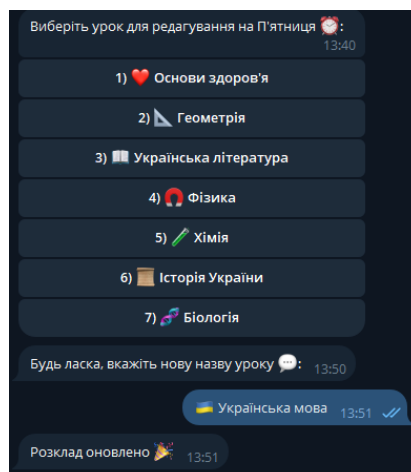 Виберіть урок для редагування на П'ятниця ⏰:
13:40
1) ❤️ Основи здоров'я
2) 📐 Геометрія
3) 📖 Українська література
4) 🧲 Фізика
5) 🧪 Хімія
6) 📜 Історія України
7) 🧬 Біологія
Будь ласка, вкажіть нову назву уроку 💬: 13:50
🇺🇦 Українська мова 13:51
Розклад оновлено 🎉 13:51